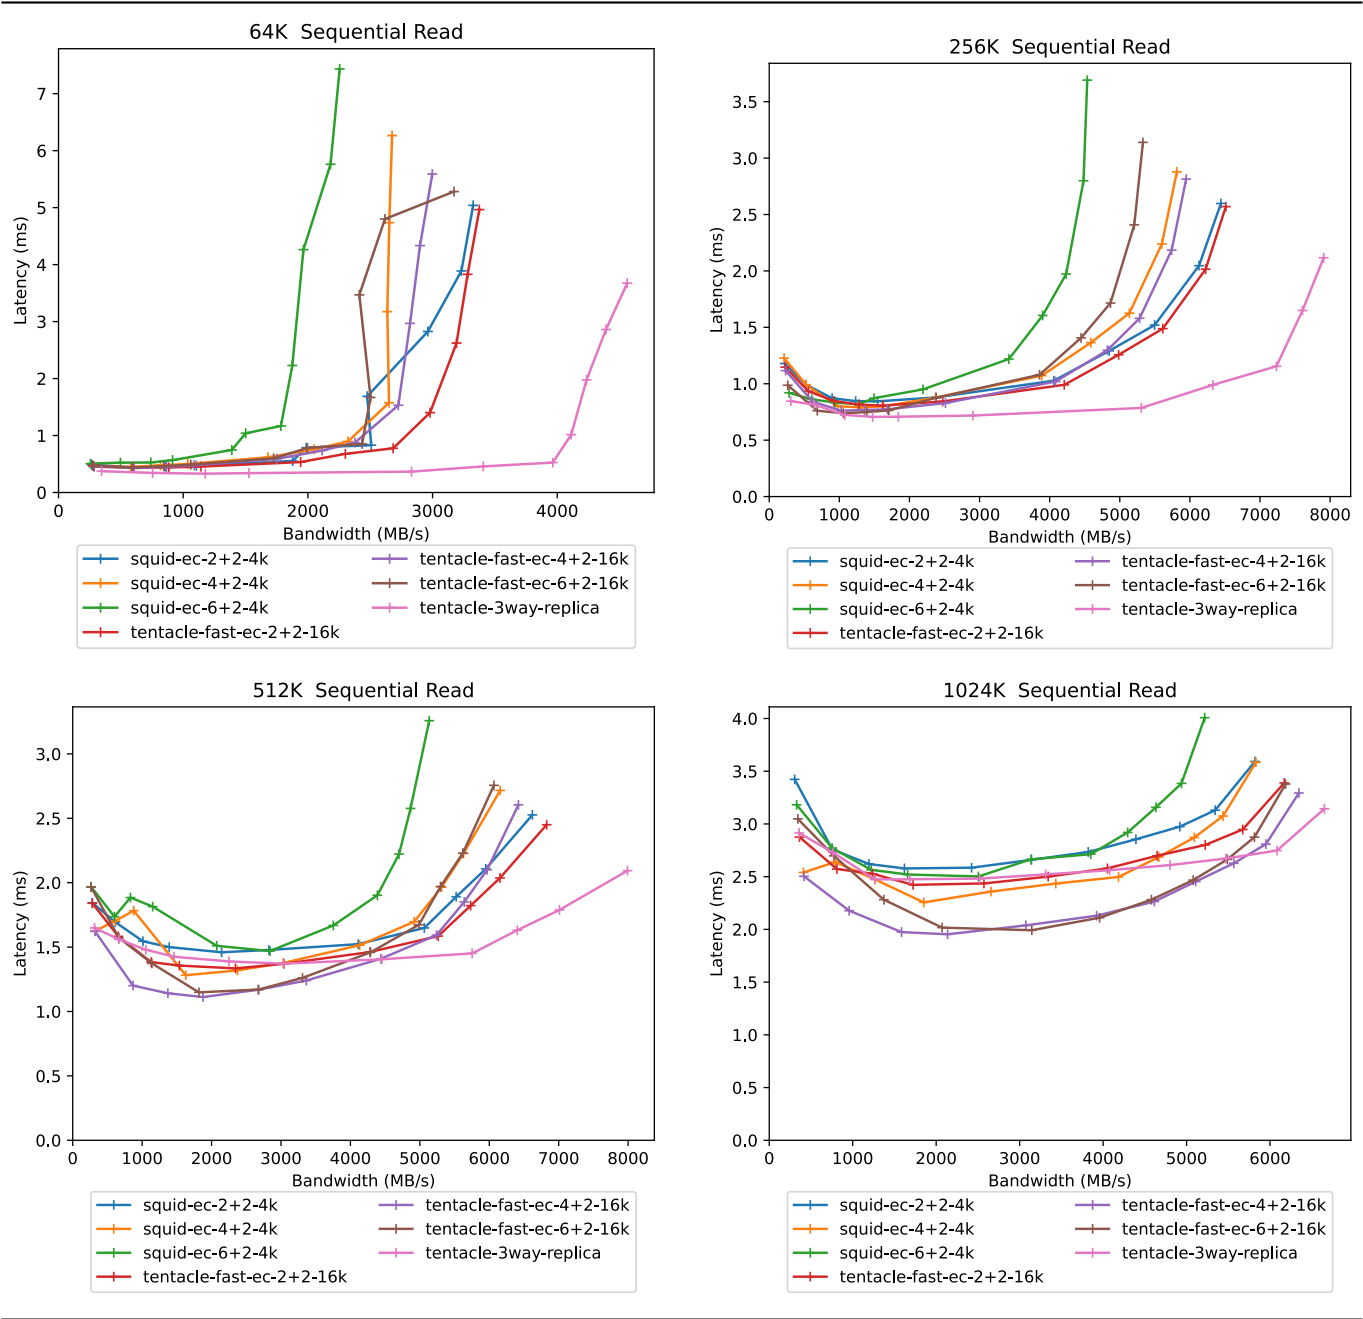 64K  Sequential Read
Latency (ms)
7
6
5
4
3
2
1
0
0 1000 2000 3000 4000
Bandwidth (MB/s)
squid-ec-2+2-4k
squid-ec-4+2-4k
squid-ec-6+2-4k
tentacle-fast-ec-2+2-16k
tentacle-fast-ec-4+2-16k
tentacle-fast-ec-6+2-16k
tentacle-3way-replica
256K  Sequential Read
Latency (ms)
3.5
3.0
2.5
2.0
1.5
1.0
0.5
0.0
0 1000 2000 3000 4000 5000 6000 7000 8000
Bandwidth (MB/s)
squid-ec-2+2-4k
squid-ec-4+2-4k
squid-ec-6+2-4k
tentacle-fast-ec-2+2-16k
tentacle-fast-ec-4+2-16k
tentacle-fast-ec-6+2-16k
tentacle-3way-replica
512K  Sequential Read
Latency (ms)
3.0
2.5
2.0
1.5
1.0
0.5
0.0
0 1000 2000 3000 4000 5000 6000 7000 8000
Bandwidth (MB/s)
squid-ec-2+2-4k
squid-ec-4+2-4k
squid-ec-6+2-4k
tentacle-fast-ec-2+2-16k
tentacle-fast-ec-4+2-16k
tentacle-fast-ec-6+2-16k
tentacle-3way-replica
1024K  Sequential Read
Latency (ms)
4.0
3.5
3.0
2.5
2.0
1.5
1.0
0.5
0.0
0 1000 2000 3000 4000 5000 6000
Bandwidth (MB/s)
squid-ec-2+2-4k
squid-ec-4+2-4k
squid-ec-6+2-4k
tentacle-fast-ec-2+2-16k
tentacle-fast-ec-4+2-16k
tentacle-fast-ec-6+2-16k
tentacle-3way-replica